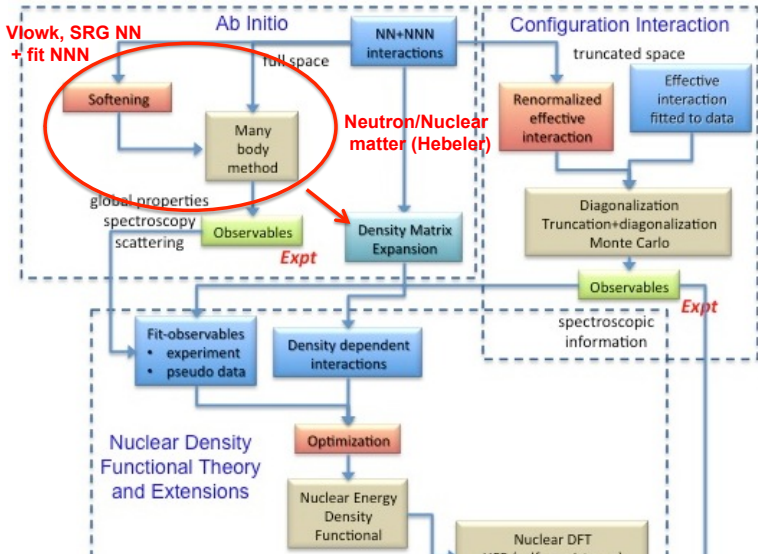 Vlowk, SRG NN
+ fit NNN
Ab Initio
NN+NNN
interactions
full space
Softening
Many
body
method
Neutron/Nuclear
matter (Hebeler)
global properties
spectroscopy
scattering
Observables
Expt
Density Matrix
Expansion
Configuration Interaction
truncated space
Renormalized
effective
interaction
Effective
interaction
fitted to data
Diagonalization
Truncation+diagonalization
Monte Carlo
Observables
Expt
spectroscopic
information
Fit-observables
• experiment
• pseudo data
Density dependent
interactions
Nuclear Density
Functional Theory
and Extensions
Optimization
Nuclear Energy
Density
Functional
Nuclear DFT